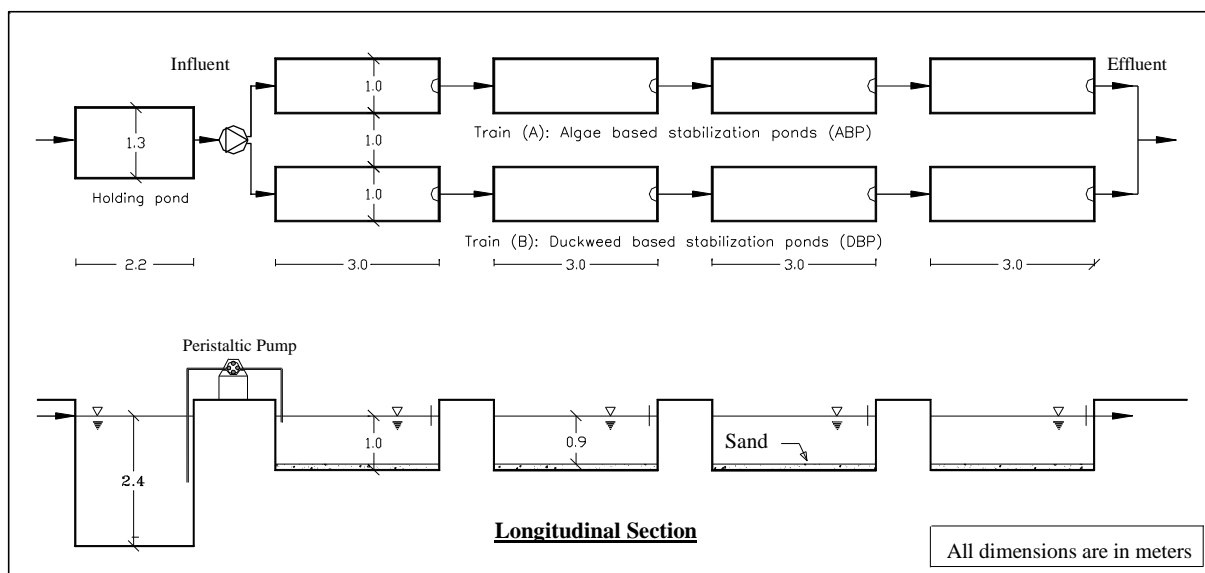 Influent
Effluent
1.0
1.3
1.0
Train (A): Algae based stabilization ponds (ABP)
Holding pond
1.0
Train (B): Duckweed based stabilization ponds (DBP)
2.2
3.0
3.0
3.0
3.0
Peristaltic Pump
1.0
0.9
Sand
2.4
Longitudinal Section
All dimensions are in meters